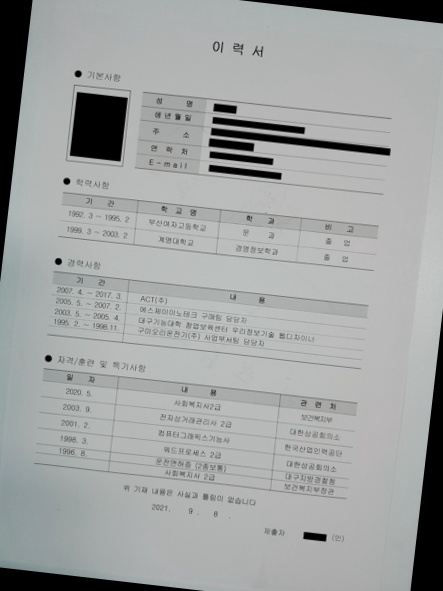 이 력 서
● 기본사항
성 명
생년월일
주 소
연 락 처
E-mail
● 학력사항
기 간 학 교 명 학 과 비 고
1992. 3 ~ 1995. 2 부산여자고등학교 문 과 졸 업
1999. 3 ~ 2003. 2 계명대학교 경영정보학과 졸 업
● 경력사항
기 간 내 용
2007. 4. ~ 2017. 3. ACT(주)
2005. 5. ~ 2007. 2. 에스제이이노테크 구매팀 담당자
2003. 5. ~ 2005. 4. 대구기능대학 창업보육센터 우리정보기술 웹디자이너
1995. 2. ~ 1998.11. 구미오리온전기(주) 사업부서팀 담당자
● 자격/훈련 및 특기사항
일 자 내 용 관 련 처
2020. 5. 사회복지사2급 보건복지부
2003. 9. 전자상거래관리사 2급 대한상공회의소
2001. 2. 컴퓨터그래픽스기능사 한국산업인력공단
1998. 3. 워드프로세스 2급 대한상공회의소
1996. 8. 운전면허증 (2종보통) 대구지방경찰청
사회복지사 2급 보건복지부장관
위 기재 내용은 사실과 틀림이 없습니다
2021. 9. 8 .
제출자 (인)